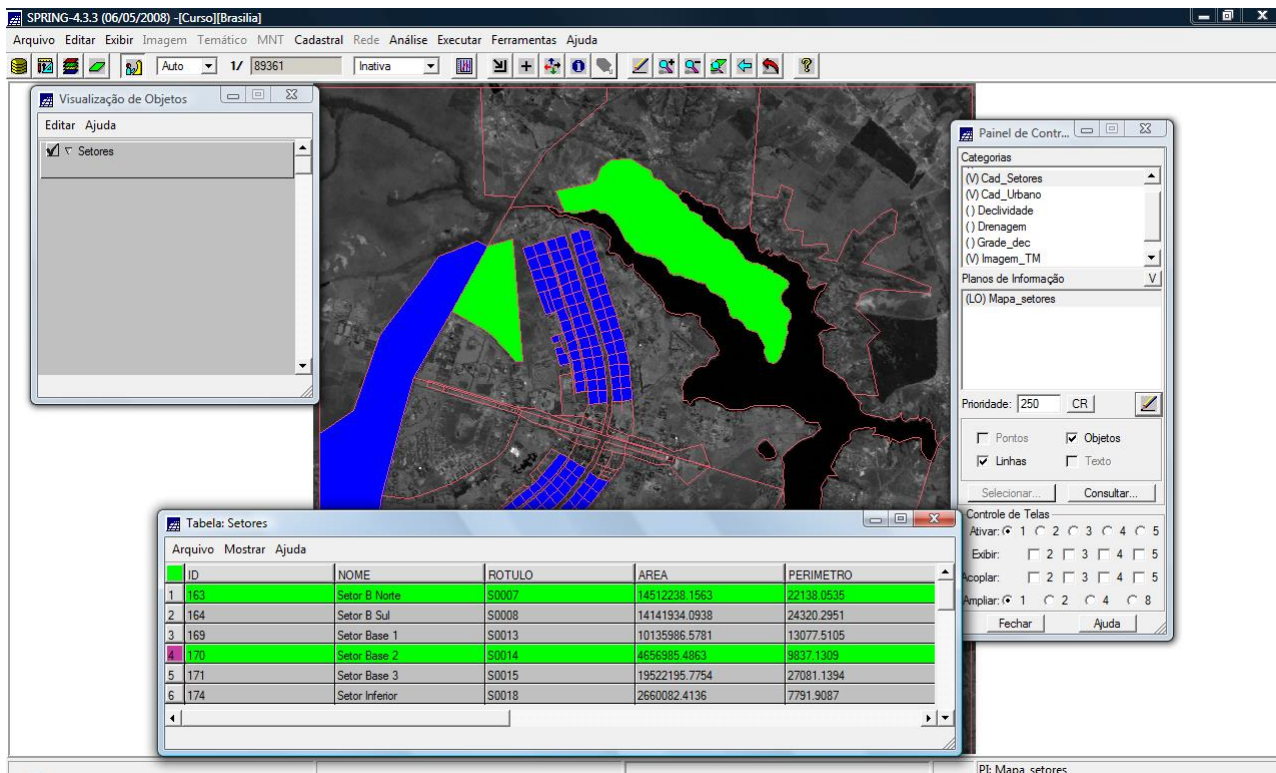 SPRING-4.3.3 (06/05/2008) -[Curso][Brasilia]
Arquivo Editar Exibir Imagem Temático MNT Cadastral Rede Análise Executar Ferramentas Ajuda
Auto 1/ 89361 Inativa
Visualização de Objetos
Editar Ajuda
Setores
Painel de Contr...
Categorias
(V) Cad_Setores
(V) Cad_Urbano
( ) Declividade
( ) Drenagem
( ) Grade_dec
(V) Imagem_TM
Planos de Informação V
(LO) Mapa_setores
Prioridade: 250 CR
Pontos Objetos
Linhas Texto
Selecionar... Consultar...
Controle de Telas
Ativar: 1 2 3 4 5
Exibir: 2 3 4 5
Acoplar: 2 3 4 5
Ampliar: 1 2 4 8
Fechar Ajuda
Tabela: Setores
Arquivo Mostrar Ajuda
ID NOME ROTULO AREA PERIMETRO
1 163 Setor B Norte S0007 14512238.1563 22138.0535
2 164 Setor B Sul S0008 14141934.0938 24320.2951
3 169 Setor Base 1 S0013 10135986.5781 13077.5105
4 170 Setor Base 2 S0014 4656985.4863 9837.1309
5 171 Setor Base 3 S0015 19522195.7754 27081.1394
6 174 Setor Inferior S0018 2660082.4136 7791.9087
PI: Mapa_setores